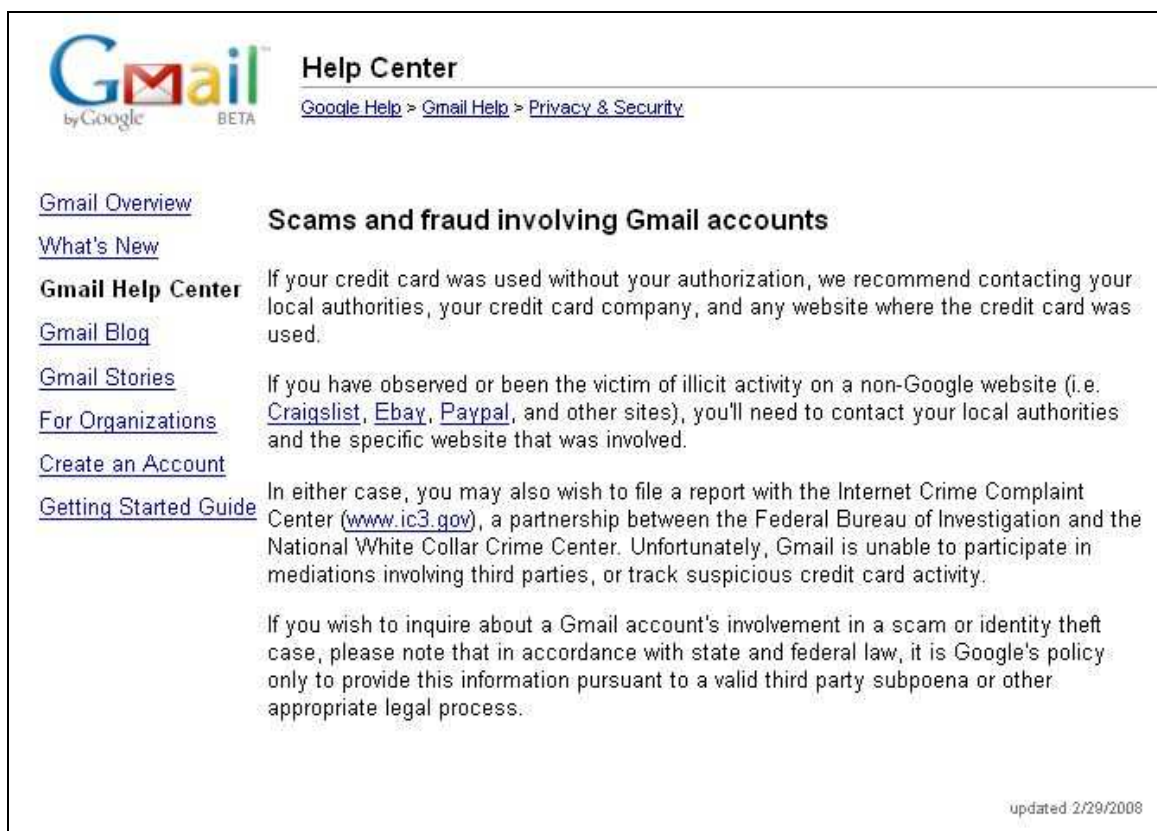 Gmail™
by Google BETA
Help Center
Google Help > Gmail Help > Privacy & Security
Gmail Overview
What's New
Gmail Help Center
Gmail Blog
Gmail Stories
For Organizations
Create an Account
Getting Started Guide
Scams and fraud involving Gmail accounts
If your credit card was used without your authorization, we recommend contacting your
local authorities, your credit card company, and any website where the credit card was
used.
If you have observed or been the victim of illicit activity on a non-Google website (i.e.
Craigslist, Ebay, Paypal, and other sites), you'll need to contact your local authorities
and the specific website that was involved.
In either case, you may also wish to file a report with the Internet Crime Complaint
Center (www.ic3.gov), a partnership between the Federal Bureau of Investigation and the
National White Collar Crime Center. Unfortunately, Gmail is unable to participate in
mediations involving third parties, or track suspicious credit card activity.
If you wish to inquire about a Gmail account's involvement in a scam or identity theft
case, please note that in accordance with state and federal law, it is Google's policy
only to provide this information pursuant to a valid third party subpoena or other
appropriate legal process.
updated 2/29/2008